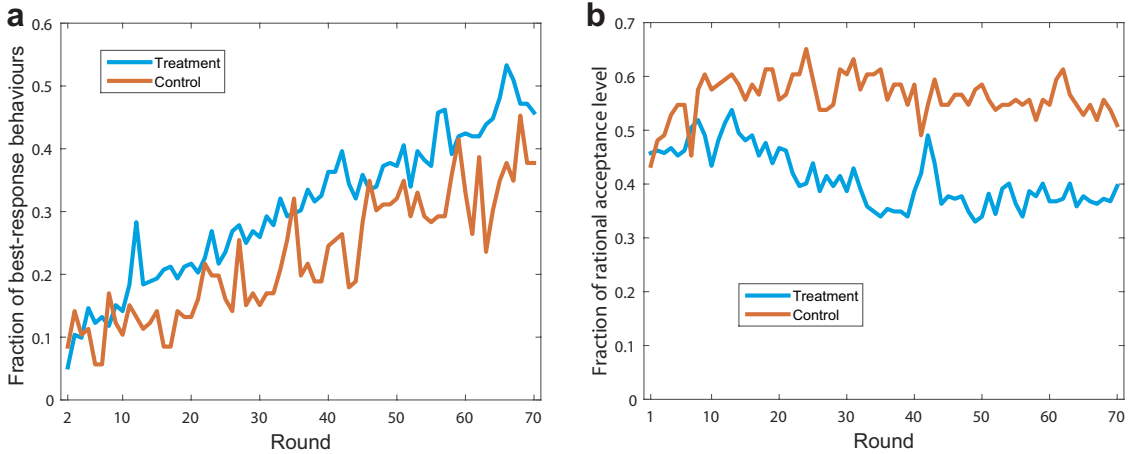 a
Fraction of best-response behaviours
0.6
0.5
0.4
0.3
0.2
0.1
0
Treatment
Control
2 10 20 30 40 50 60 70
Round
b
Fraction of rational acceptance level
0.7
0.6
0.5
0.4
0.3
0.2
0.1
0
Treatment
Control
1 10 20 30 40 50 60 70
Round